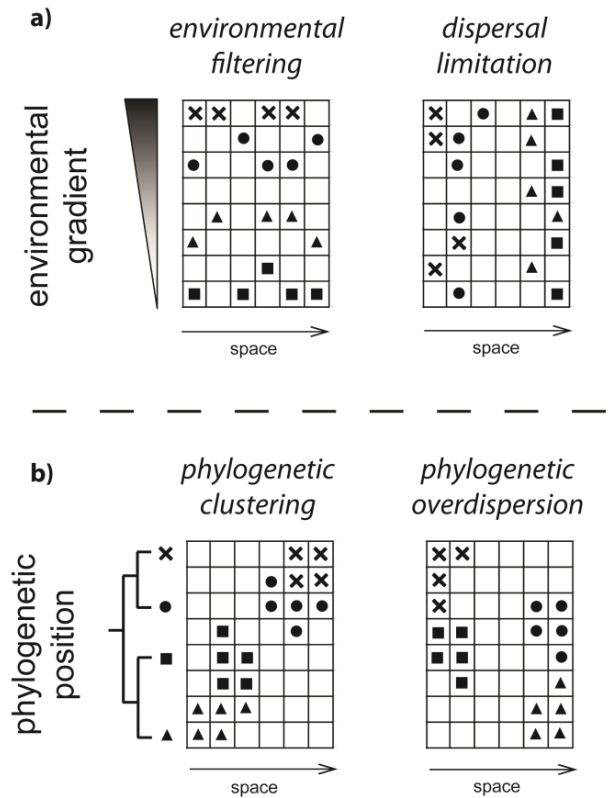 a)
environmental
filtering
dispersal
limitation
environmental
gradient
space
space
b)
phylogenetic
clustering
phylogenetic
overdispersion
phylogenetic
position
space
space